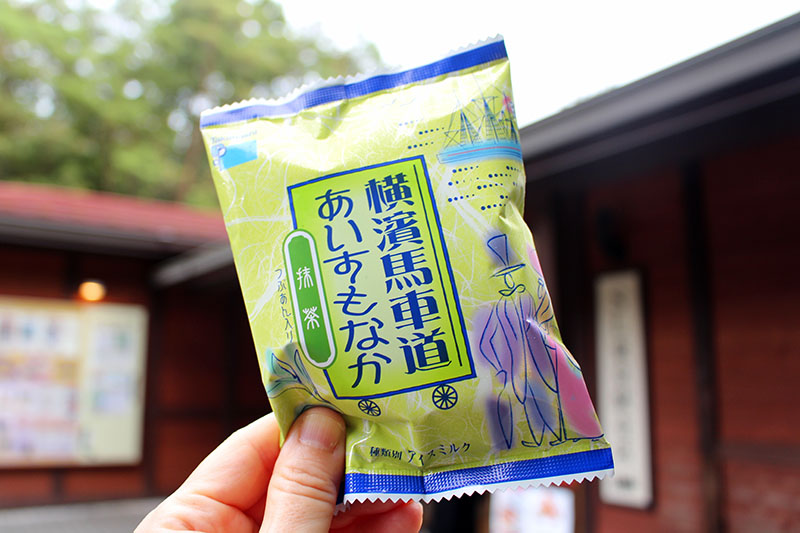 横濱馬車道
あいすもなか
抹茶
つぶあん入り
種類別 アイスミルク